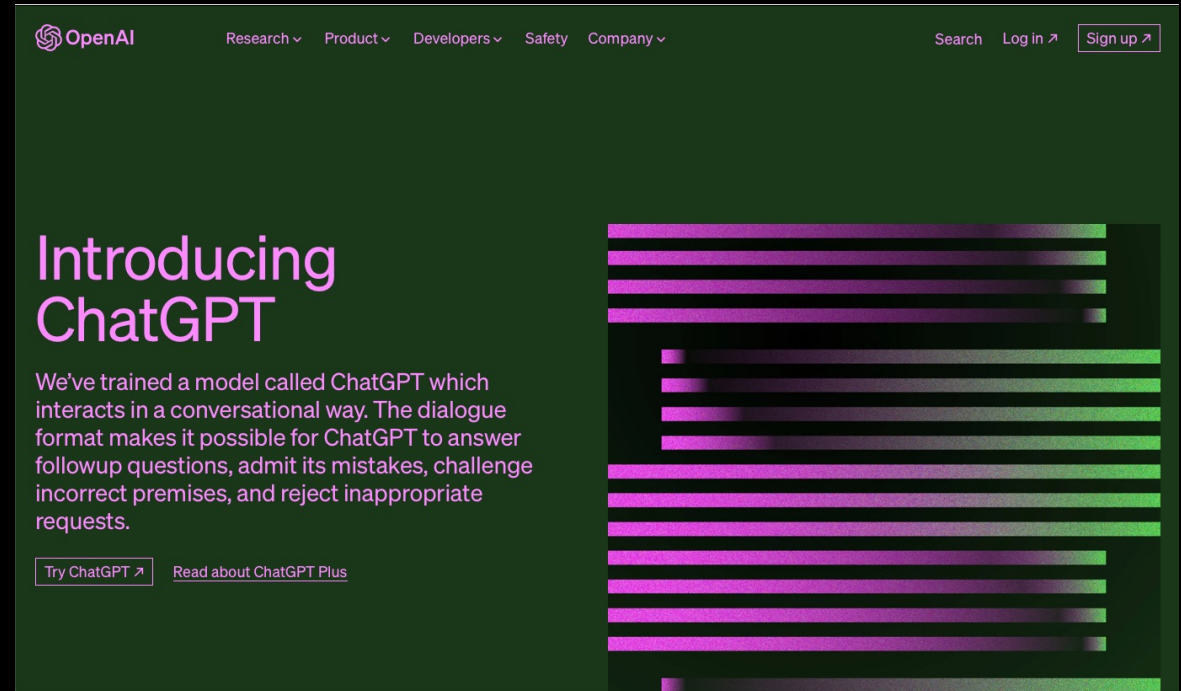 OpenAI
Research Product Developers Safety Company
Search Log in ↗ Sign up ↗
Introducing
ChatGPT
We’ve trained a model called ChatGPT which
interacts in a conversational way. The dialogue
format makes it possible for ChatGPT to answer
followup questions, admit its mistakes, challenge
incorrect premises, and reject inappropriate
requests.
Try ChatGPT ↗ Read about ChatGPT Plus